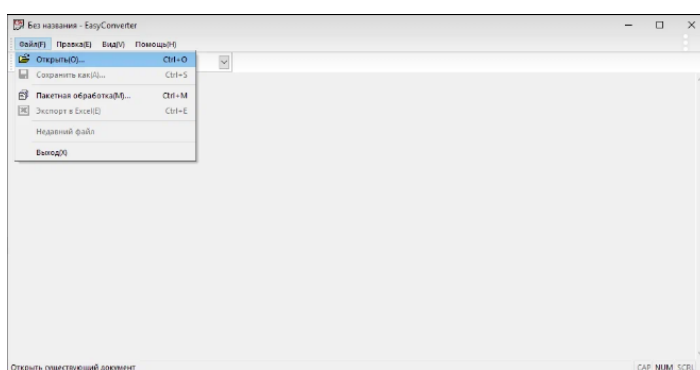 Без названия - EasyConverter
Файл(F) Правка(E) Вид(V) Помощь(H)
Открыть(O)... Ctrl+O
Сохранить как(A)... Ctrl+S
Пакетная обработка(M)... Ctrl+M
Экспорт в Excel(E) Ctrl+E
Недавний файл
Выход(X)
Открыть существующий документ CAP NUM SCRL